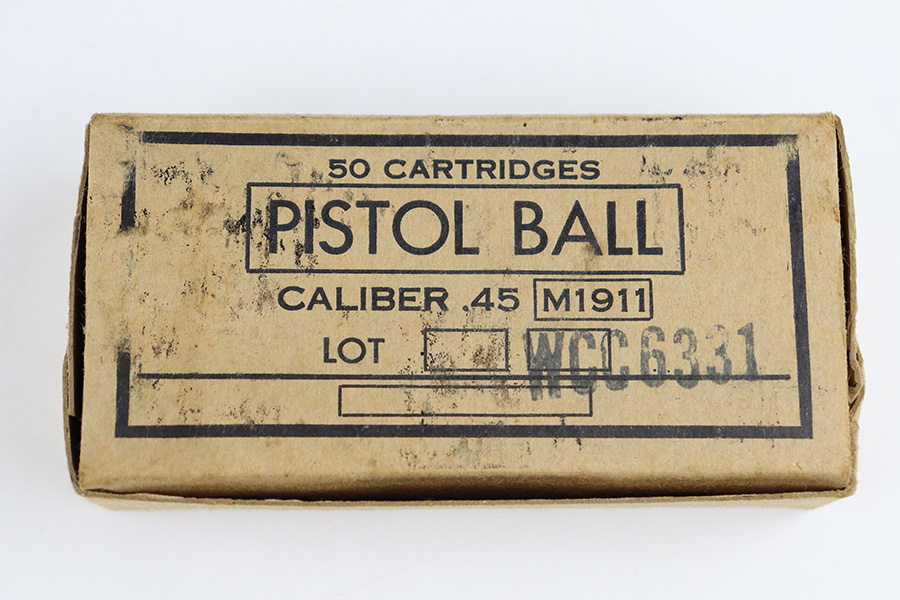 50 CARTRIDGES
PISTOL BALL
CALIBER .45 M1911
LOT WCC6331